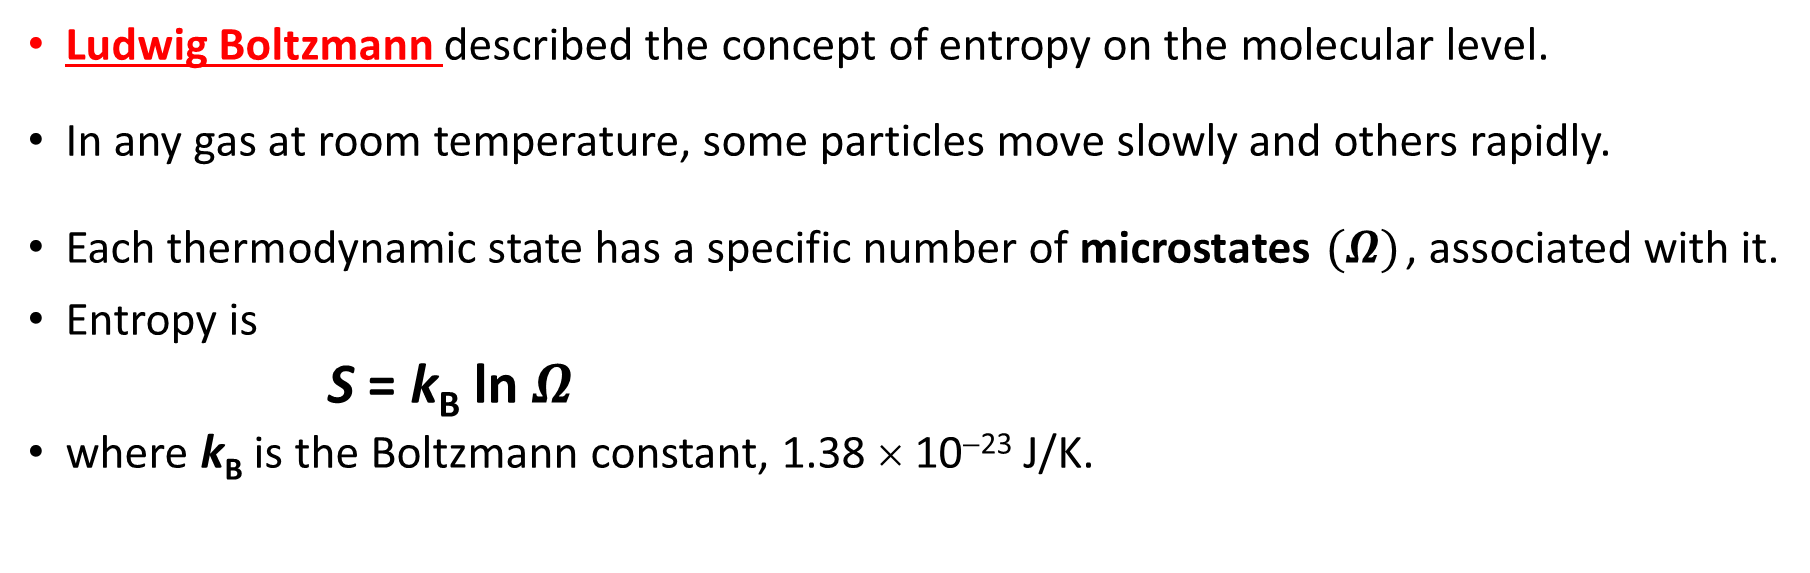 • Ludwig Boltzmann described the concept of entropy on the molecular level.
• In any gas at room temperature, some particles move slowly and others rapidly.
• Each thermodynamic state has a specific number of microstates (Ω), associated with it.
• Entropy is
S = k_B ln Ω
• where k_B is the Boltzmann constant, 1.38 × 10⁻²³ J/K.